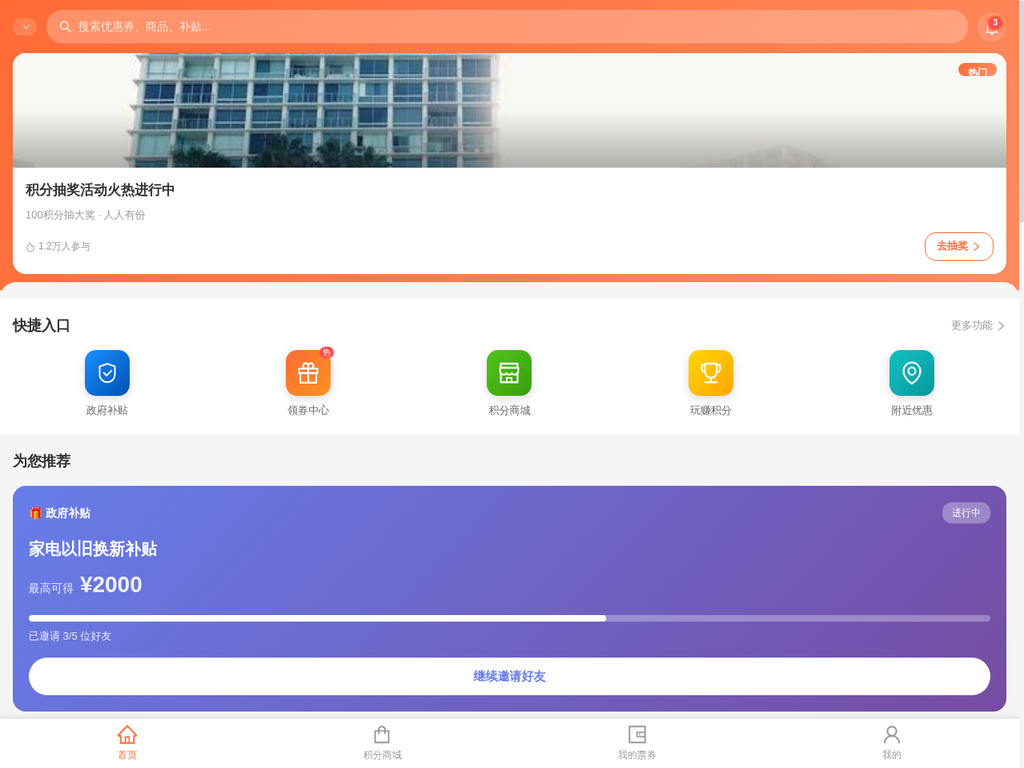 搜索优惠券、商品、补贴...
3
热门
积分抽奖活动火热进行中
100积分抽大奖 · 人人有份
1.2万人参与
去抽奖
快捷入口
更多功能
热
政府补贴
领券中心
积分商城
玩赚积分
附近优惠
为您推荐
政府补贴
进行中
家电以旧换新补贴
最高可得 ¥2000
已邀请 3/5 位好友
继续邀请好友
首页
积分商城
我的票券
我的